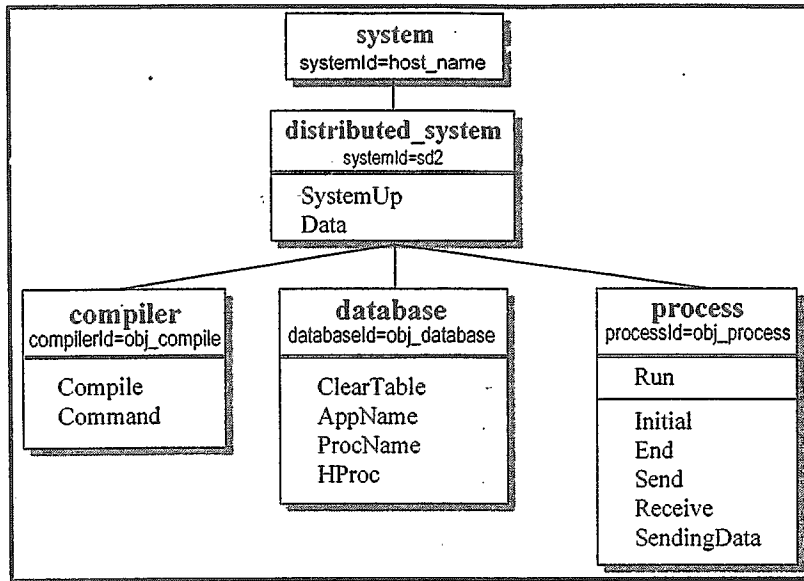 system
systemId=host_name
distributed_system
systemId=sd2
SystemUp
Data
compiler
compilerId=obj_compile
Compile
Command
database
databaseId=obj_database
ClearTable
AppName
ProcName
HProc
process
processId=obj_process
Run
Initial
End
Send
Receive
SendingData